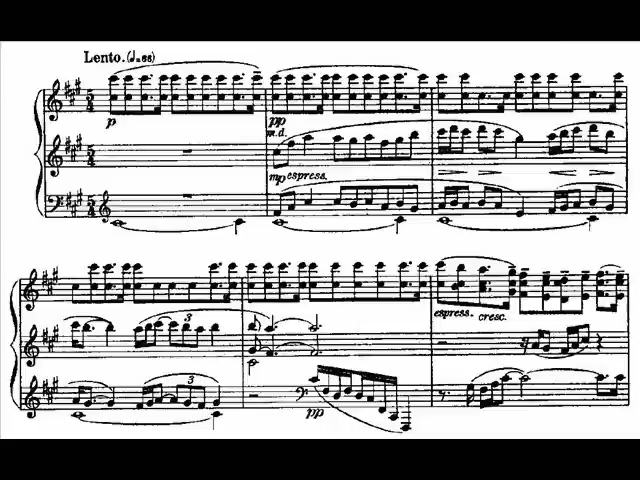 Lento. (♩=66)
p
pp
m.d.
mp espress.
3
3
espress. cresc.
pp